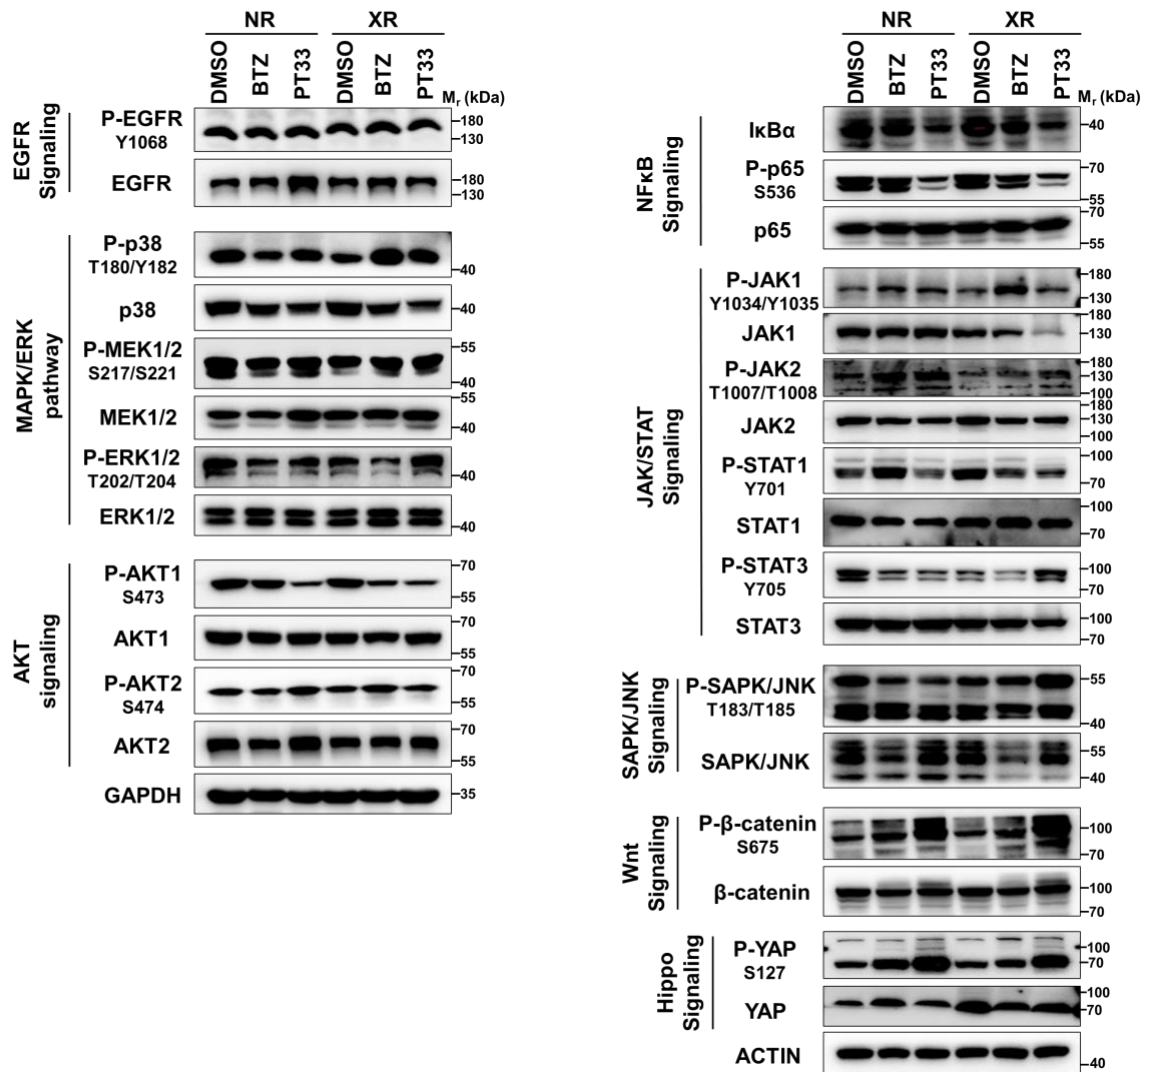 NR XR
DMSO BTZ PT33 DMSO BTZ PT33
Mr (kDa)
EGFR
Signaling
P-EGFR
Y1068
180
130
EGFR
180
130
MAPK/ERK
pathway
P-p38
T180/Y182
40
p38
40
P-MEK1/2
S217/S221
55
40
MEK1/2
55
40
P-ERK1/2
T202/T204
40
ERK1/2
40
AKT
signaling
P-AKT1
S473
70
55
AKT1
70
55
P-AKT2
S474
70
55
AKT2
70
55
GAPDH
35
NR XR
DMSO BTZ PT33 DMSO BTZ PT33
Mr (kDa)
NFκB
Signaling
IκBα
40
P-p65
S536
70
55
p65
70
55
JAK/STAT
Signaling
P-JAK1
Y1034/Y1035
180
130
JAK1
180
130
P-JAK2
T1007/T1008
180
130
100
JAK2
180
130
100
P-STAT1
Y701
100
70
STAT1
100
70
P-STAT3
Y705
100
70
STAT3
100
70
SAPK/JNK
Signaling
P-SAPK/JNK
T183/T185
55
40
SAPK/JNK
55
40
Wnt
Signaling
P-β-catenin
S675
100
70
β-catenin
100
70
Hippo
Signaling
P-YAP
S127
100
70
YAP
100
70
ACTIN
40